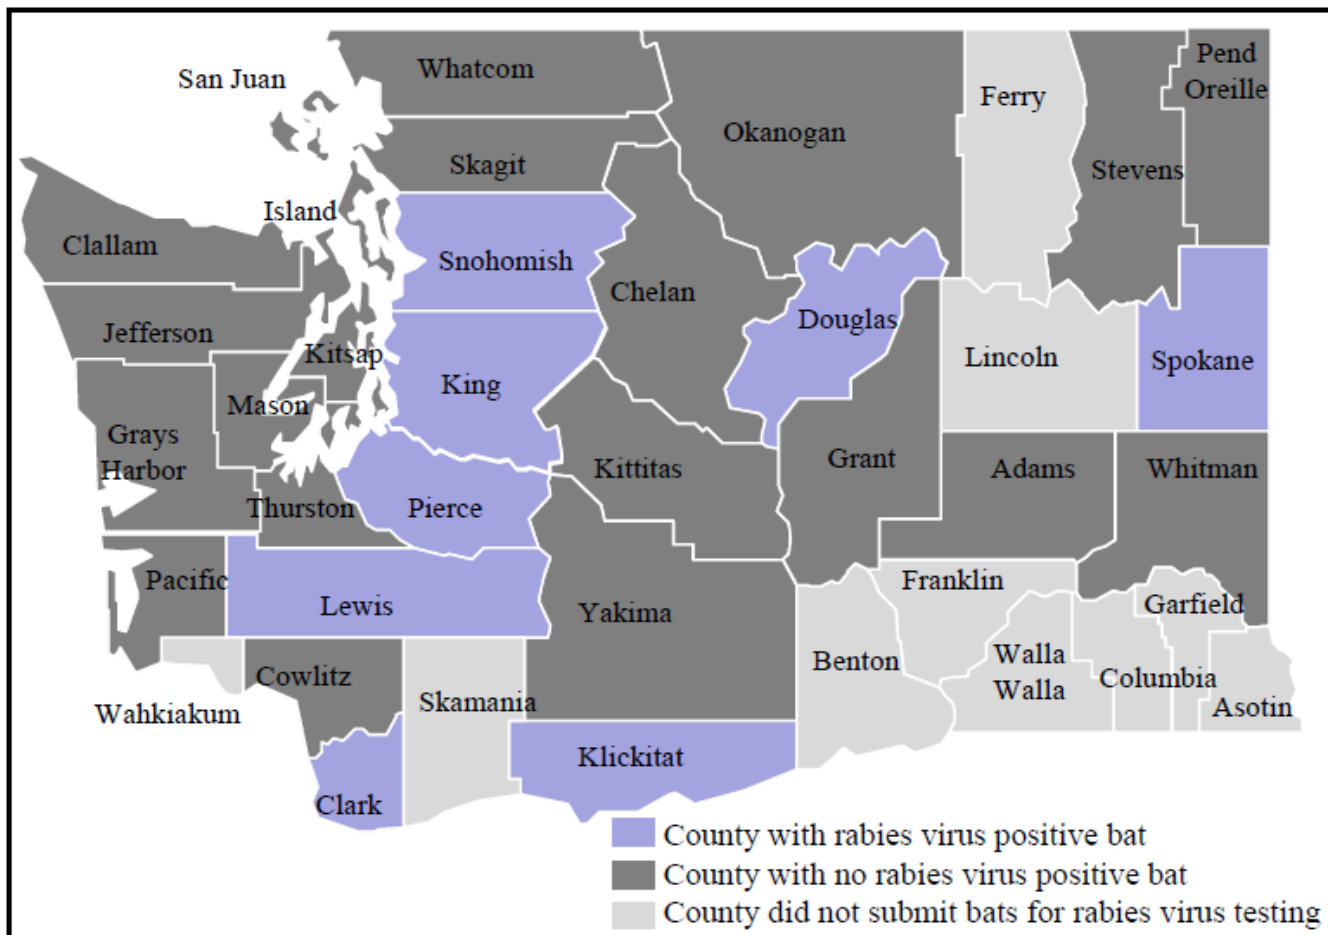 San Juan
Whatcom
Pend
Oreille
Ferry
Okanogan
Skagit
Stevens
Island
Clallam
Snohomish
Chelan
Douglas
Jefferson
Kitsap
Lincoln
Spokane
King
Mason
Grays
Harbor
Grant
Kittitas
Adams
Whitman
Thurston
Pierce
Pacific
Lewis
Yakima
Franklin
Garfield
Cowlitz
Skamania
Benton
Walla
Walla
Columbia
Wahkiakum
Asotin
Klickitat
Clark
County with rabies virus positive bat
County with no rabies virus positive bat
County did not submit bats for rabies virus testing